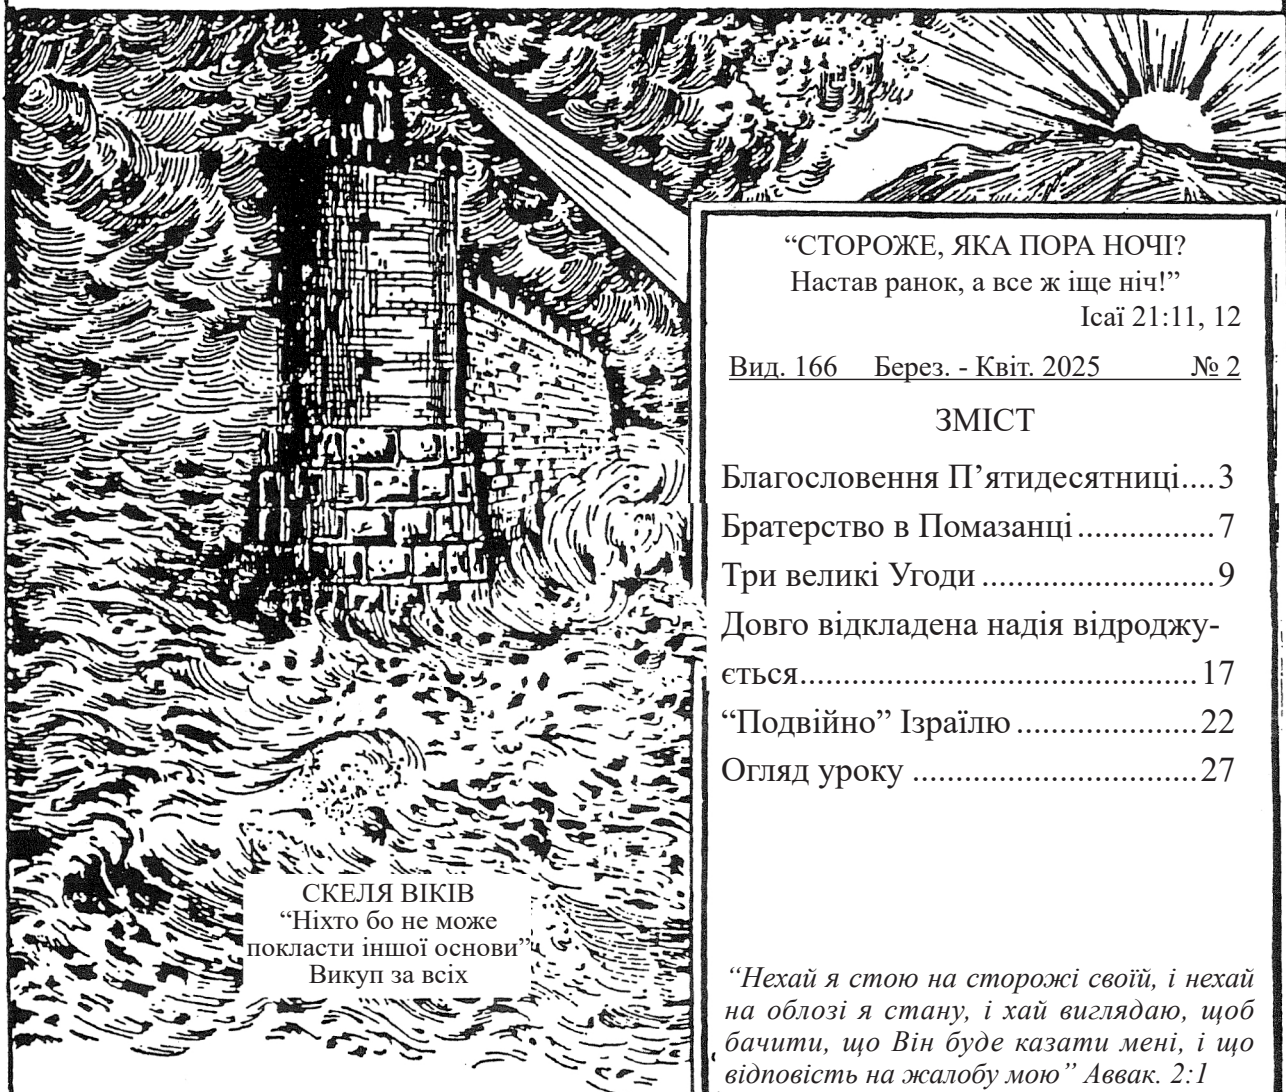 “СТОРОЖЕ, ЯКА ПОРА НОЧІ?
Настав ранок, а все ж іще ніч!”
Ісаї 21:11, 12
Вид. 166 Берез. - Квіт. 2025 № 2
ЗМІСТ
Благословення П’ятидесятниці....3
Братерство в Помазанці................7
Три великі Угоди...........................9
Довго відкладена надія відроджу-
ється..............................................17
“Подвійно” Ізраїлю.....................22
Огляд уроку.................................27
СКЕЛЯ ВІКІВ
“Ніхто бо не може
покласти іншої основи”
Викуп за всіх
“Нехай я стою на сторожі своїй, і нехай
на облозі я стану, і хай виглядаю, щоб
бачити, що Він буде казати мені, і що
відповість на жалобу мою” Аввак. 2:1